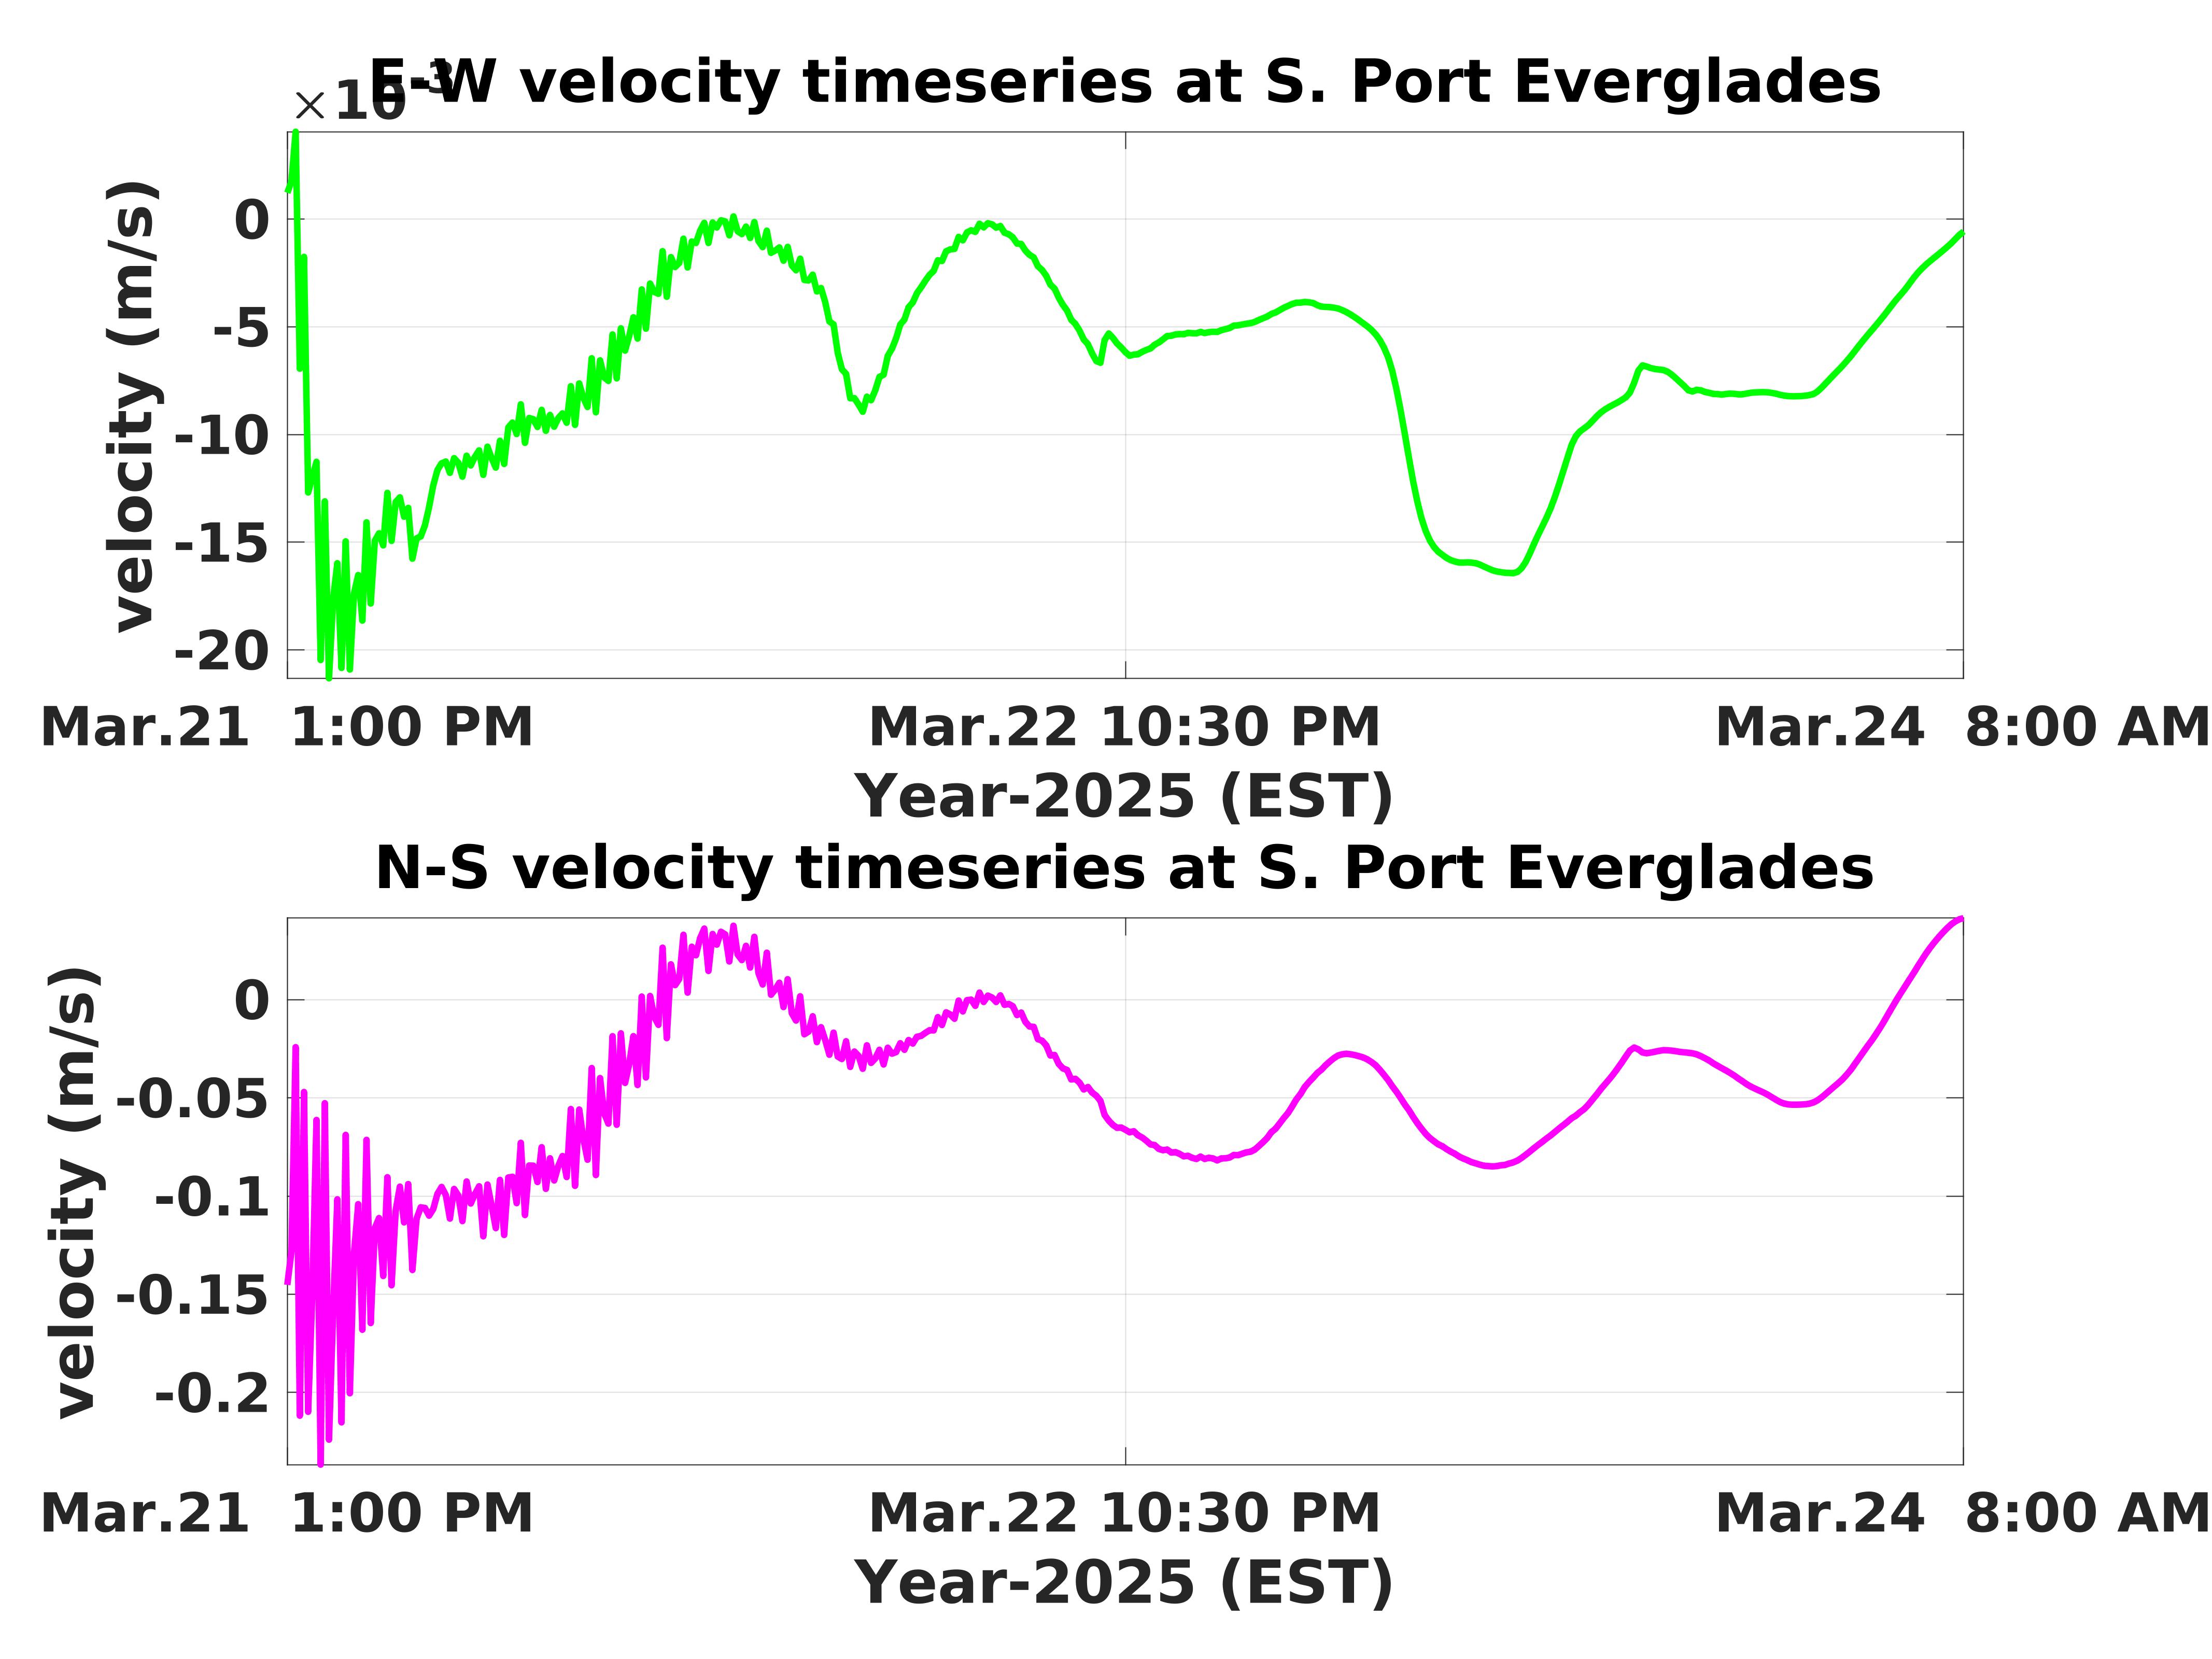 E-W velocity timeseries at S. Port Everglades
×10-3
velocity (m/s)
0
-5
-10
-15
-20
Mar.21 1:00 PM Mar.22 10:30 PM Mar.24 8:00 AM
Year-2025 (EST)
N-S velocity timeseries at S. Port Everglades
velocity (m/s)
0
-0.05
-0.1
-0.15
-0.2
Mar.21 1:00 PM Mar.22 10:30 PM Mar.24 8:00 AM
Year-2025 (EST)